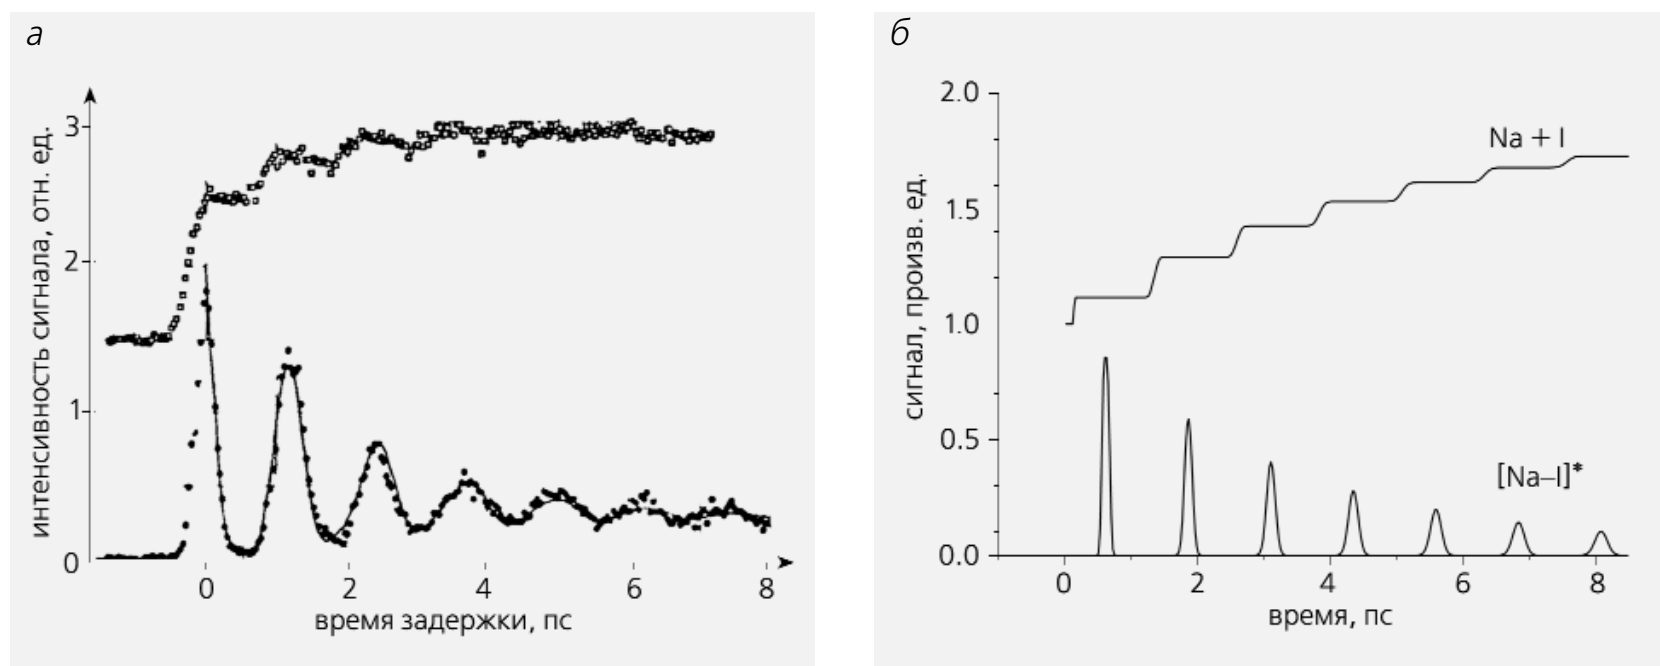 а
интенсивность сигнала, отн. ед.
3
2
1
0
0 2 4 6 8
время задержки, пс
б
сигнал, произв. ед.
2.0
1.5
1.0
0.5
0.0
Na + I
[Na–I]*
0 2 4 6 8
время, пс